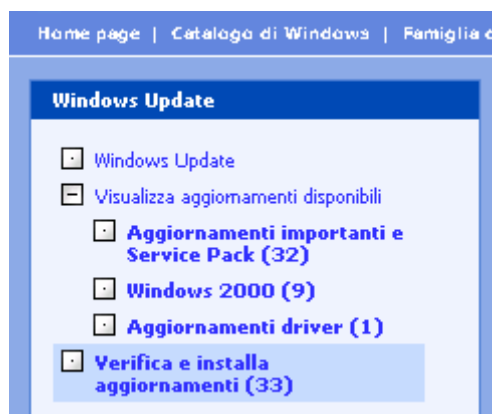 Home page | Catalogo di Windows | Famiglia
Windows Update
Windows Update
Visualizza aggiornamenti disponibili
Aggiornamenti importanti e
Service Pack (32)
Windows 2000 (9)
Aggiornamenti driver (1)
Verifica e installa
aggiornamenti (33)